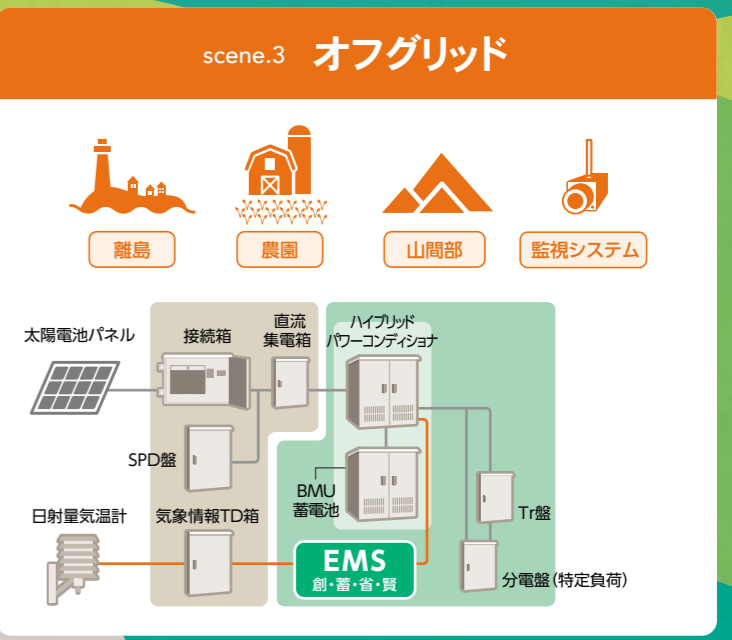 scene.3 オフグリッド
離島
農園
山間部
監視システム
太陽電池パネル
接続箱
直流
集電箱
ハイブリッド
パワーコンディショナ
SPD盤
BMU
蓄電池
日射量気温計
気象情報TD箱
EMS
創・蓄・省・賢
Tr盤
分電盤(特定負荷)